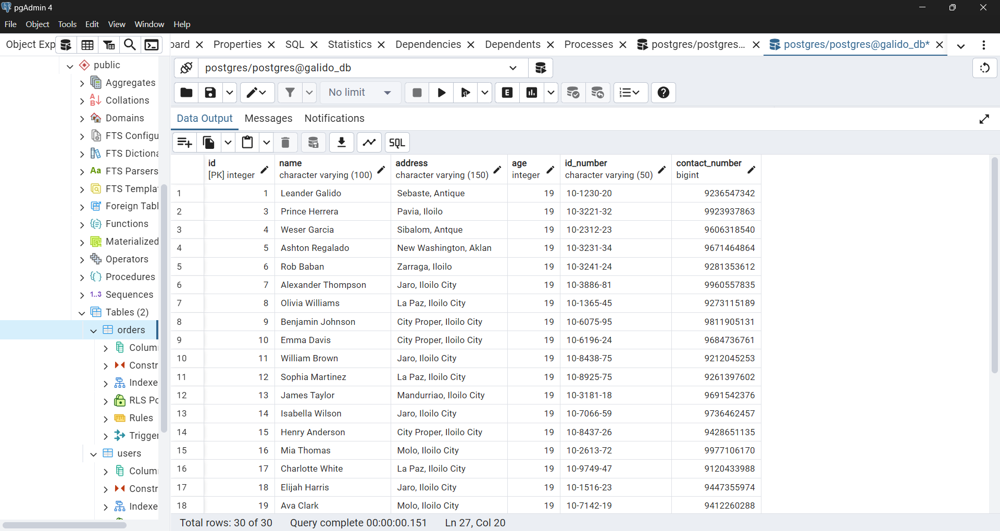 pgAdmin 4
File Object Tools Edit View Window Help
Object Exp
oard Properties SQL Statistics Dependencies Dependents Processes postgres/postgres... postgres/postgres@galido_db*
public
Aggregates
Collations
Domains
FTS Configu
FTS Dictiona
FTS Parsers
FTS Templat
Foreign Tabl
Functions
Materialized
Operators
Procedures
1..3 Sequences
Tables (2)
orders
Colum
Constr
Indexe
RLS Po
Rules
Trigger
users
Colum
Constr
Indexe
postgres/postgres@galido_db
No limit
E
Data Output Messages Notifications
SQL
id name address age id_number contact_number
[PK] integer character varying (100) character varying (150) integer character varying (50) bigint
1 1 Leander Galido Sebaste, Antique 19 10-1230-20 9236547342
2 3 Prince Herrera Pavia, Iloilo 19 10-3221-32 9923937863
3 4 Weser Garcia Sibalom, Antque 19 10-2312-23 9606318540
4 5 Ashton Regalado New Washington, Aklan 19 10-3231-34 9671464864
5 6 Rob Baban Zarraga, Iloilo 19 10-3241-24 9281353612
6 7 Alexander Thompson Jaro, Iloilo City 19 10-3886-81 9960557835
7 8 Olivia Williams La Paz, Iloilo City 19 10-1365-45 9273115189
8 9 Benjamin Johnson City Proper, Iloilo City 19 10-6075-95 9811905131
9 10 Emma Davis City Proper, Iloilo City 19 10-6196-24 9684736761
10 11 William Brown Jaro, Iloilo City 19 10-8438-75 9212045253
11 12 Sophia Martinez La Paz, Iloilo City 19 10-8925-75 9261397602
12 13 James Taylor Mandurriao, Iloilo City 19 10-3181-18 9691542376
13 14 Isabella Wilson Jaro, Iloilo City 19 10-7066-59 9736462457
14 15 Henry Anderson City Proper, Iloilo City 19 10-8437-26 9428651135
15 16 Mia Thomas Molo, Iloilo City 19 10-2613-72 9977106170
16 17 Charlotte White La Paz, Iloilo City 19 10-9749-47 9120433988
17 18 Elijah Harris Jaro, Iloilo City 19 10-1516-23 9447355974
18 19 Ava Clark Molo, Iloilo City 19 10-7142-19 9412260288
Total rows: 30 of 30 Query complete 00:00:00.151 Ln 27, Col 20